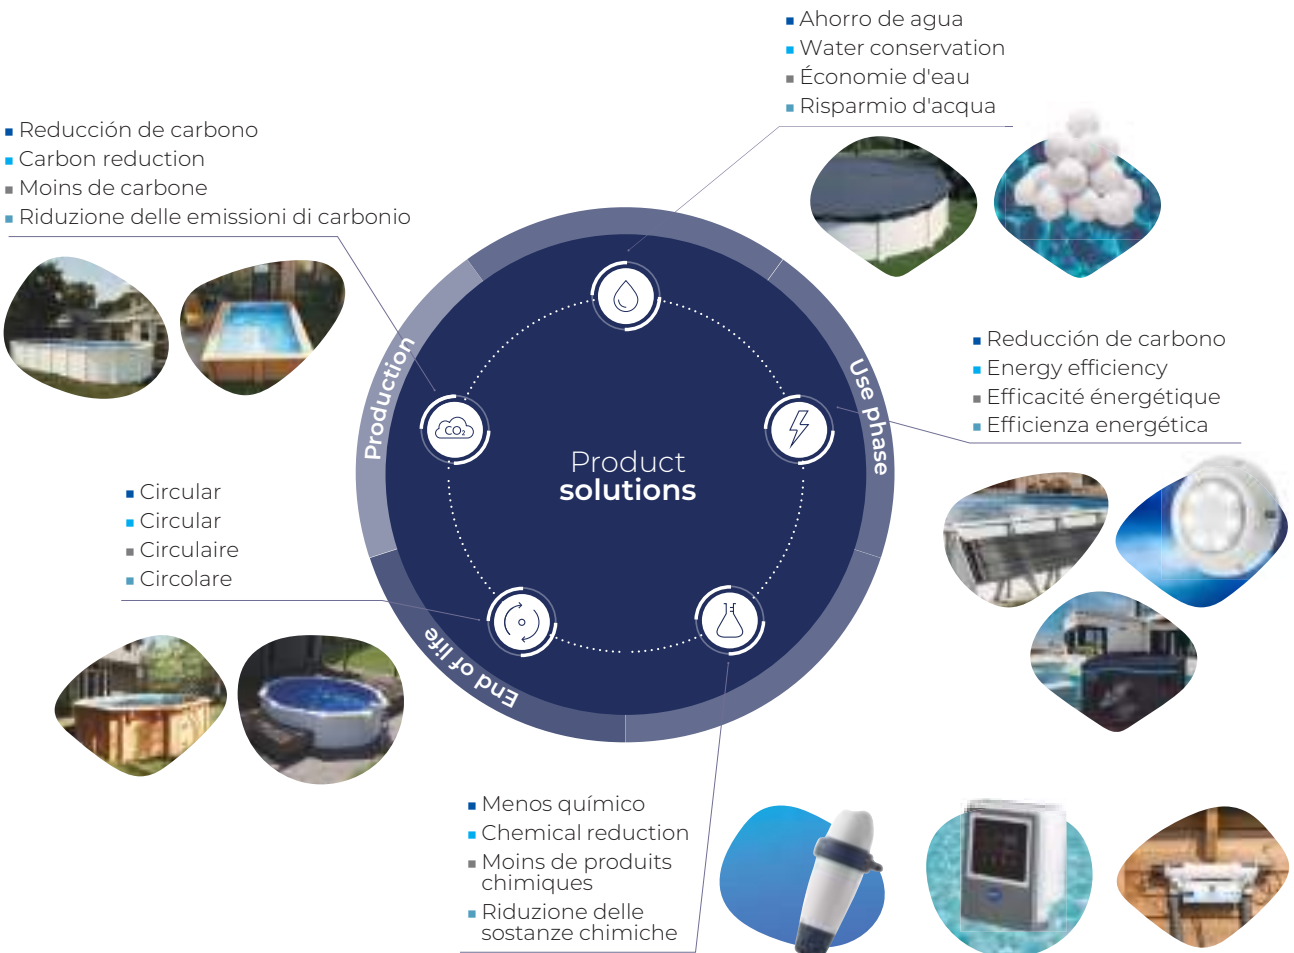 Ahorro de agua
Water conservation
Économie d'eau
Risparmio d'acqua
Reducción de carbono
Carbon reduction
Moins de carbone
Riduzione delle emissioni di carbonio
Reducción de carbono
Energy efficiency
Efficacité énergétique
Efficienza energética
Production
Use phase
CO₂
Product
solutions
Circular
Circular
Circulaire
Circolare
End of life
Menos químico
Chemical reduction
Moins de produits
chimiques
Riduzione delle
sostanze chimiche